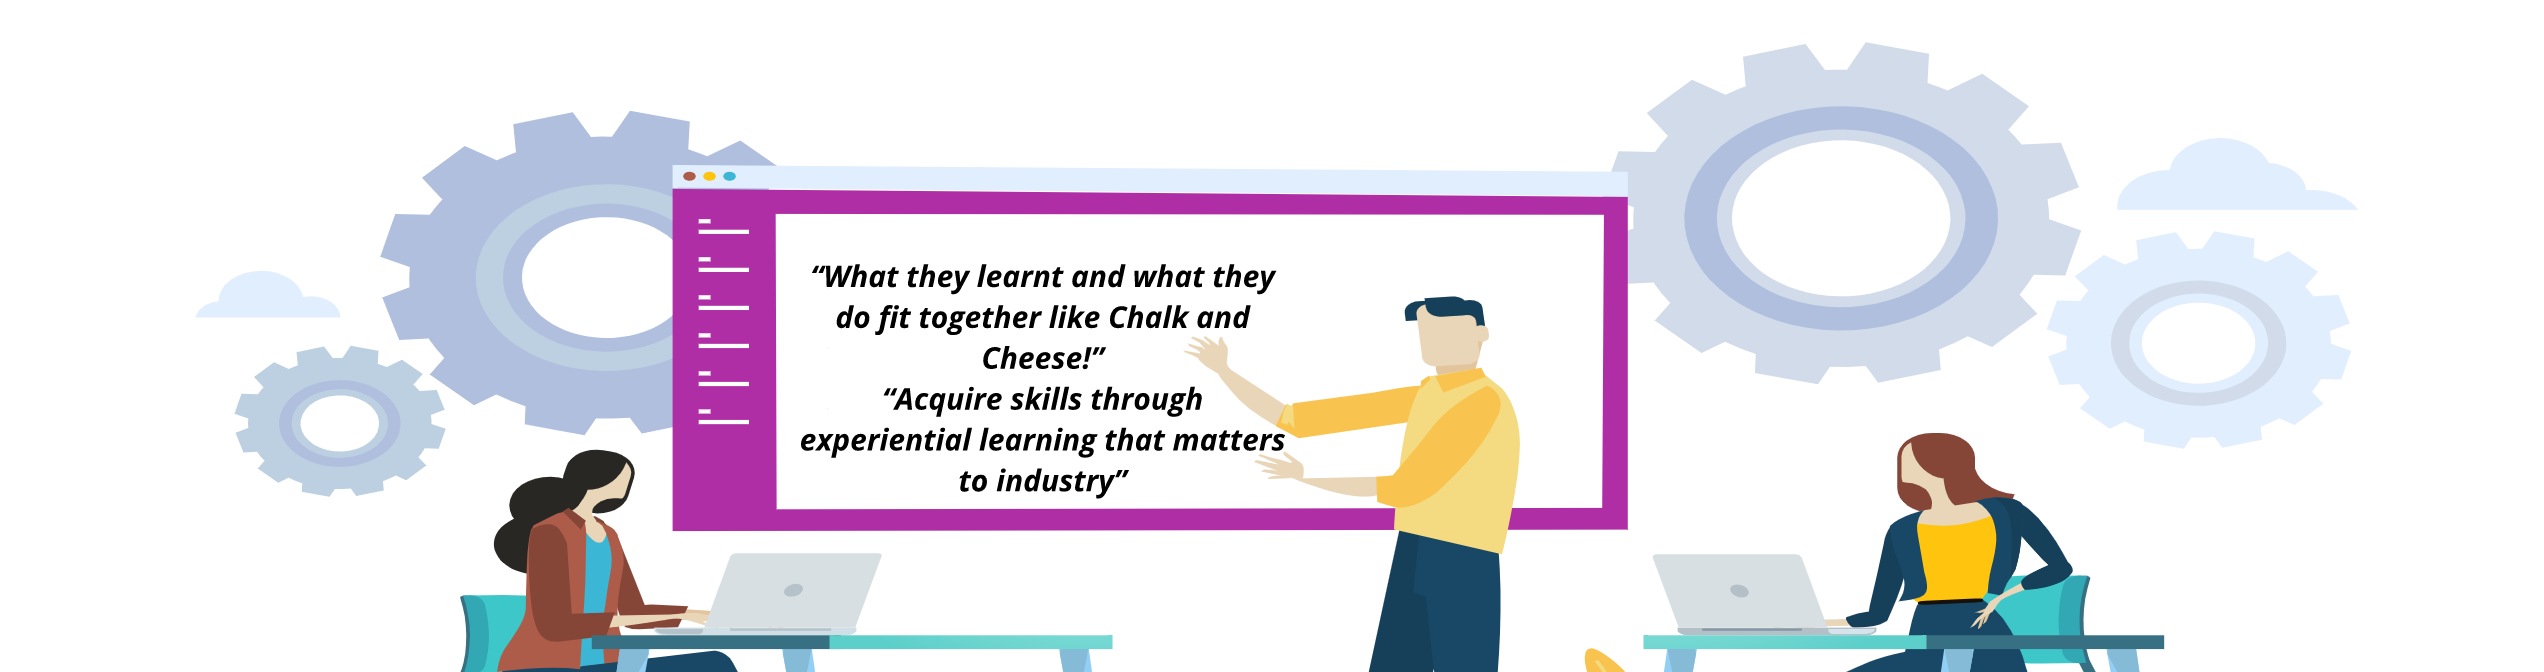 “What they learnt and what they
do fit together like Chalk and
Cheese!”
“Acquire skills through
experiential learning that matters
to industry”